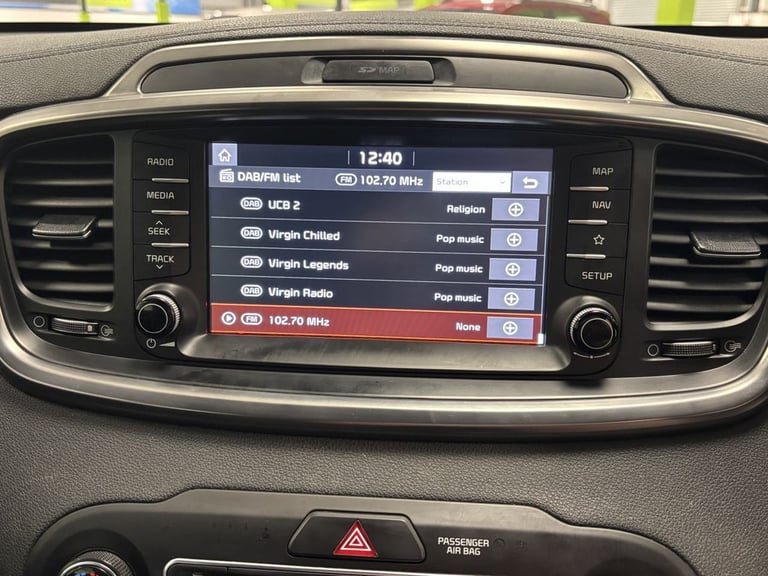 SD MAP
12:40
DAB/FM list FM 102.70 MHz Station
DAB UCB 2 Religion
DAB Virgin Chilled Pop music
DAB Virgin Legends Pop music
DAB Virgin Radio Pop music
FM 102.70 MHz None
RADIO
MEDIA
SEEK
TRACK
MAP
NAV
SETUP
PASSENGER
AIR BAG